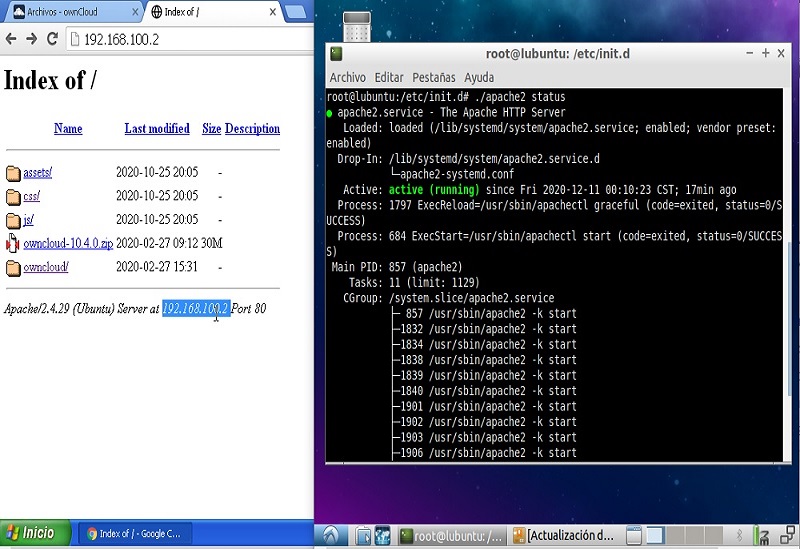 Archivos - ownCloud
Index of /
192.168.100.2
Index of /
Name Last modified Size Description
assets/ 2020-10-25 20:05 -
css/ 2020-10-25 20:05 -
js/ 2020-10-25 20:05 -
owncloud-10.4.0.zip 2020-02-27 09:12 30M
owncloud/ 2020-02-27 15:31 -
Apache/2.4.29 (Ubuntu) Server at 192.168.100.2 Port 80
Inicio
Index of / - Google C...
root@lubuntu: /etc/init.d
Archivo Editar Pestañas Ayuda
root@lubuntu:/etc/init.d# ./apache2 status
● apache2.service - The Apache HTTP Server
Loaded: loaded (/lib/systemd/system/apache2.service; enabled; vendor preset:
enabled)
Drop-In: /lib/systemd/system/apache2.service.d
└─apache2-systemd.conf
Active: active (running) since Fri 2020-12-11 00:10:23 CST; 17min ago
Process: 1797 ExecReload=/usr/sbin/apachectl graceful (code=exited, status=0/S
UCCESS)
Process: 684 ExecStart=/usr/sbin/apachectl start (code=exited, status=0/SUCCES
S)
Main PID: 857 (apache2)
Tasks: 11 (limit: 1129)
CGroup: /system.slice/apache2.service
├─ 857 /usr/sbin/apache2 -k start
├─1832 /usr/sbin/apache2 -k start
├─1834 /usr/sbin/apache2 -k start
├─1838 /usr/sbin/apache2 -k start
├─1839 /usr/sbin/apache2 -k start
├─1840 /usr/sbin/apache2 -k start
├─1901 /usr/sbin/apache2 -k start
├─1902 /usr/sbin/apache2 -k start
├─1903 /usr/sbin/apache2 -k start
├─1906 /usr/sbin/apache2 -k start
root@lubuntu: /...
[Actualización d...